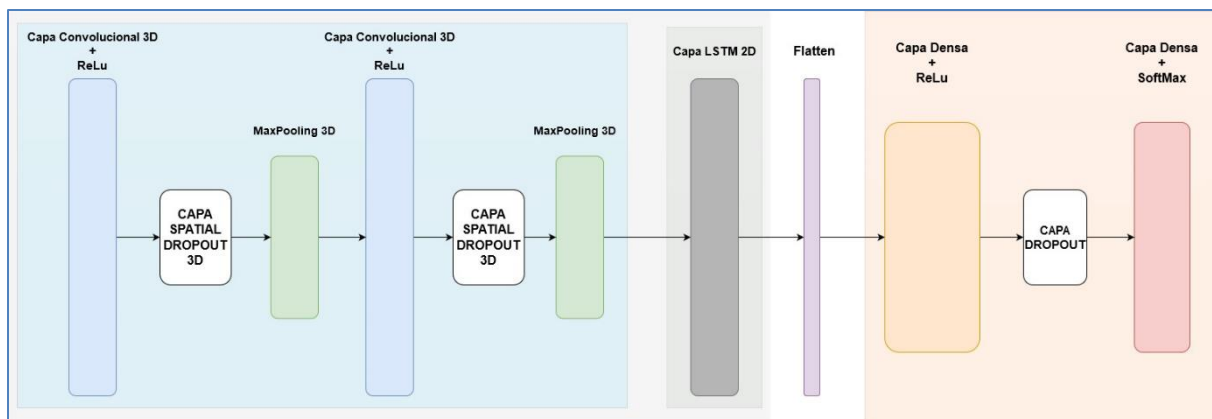 Capa Convolucional 3D
+
ReLu
MaxPooling 3D
CAPA
SPATIAL
DROPOUT
3D
Capa Convolucional 3D
+
ReLu
MaxPooling 3D
CAPA
SPATIAL
DROPOUT
3D
Capa LSTM 2D
Flatten
Capa Densa
+
ReLu
CAPA
DROPOUT
Capa Densa
+
SoftMax